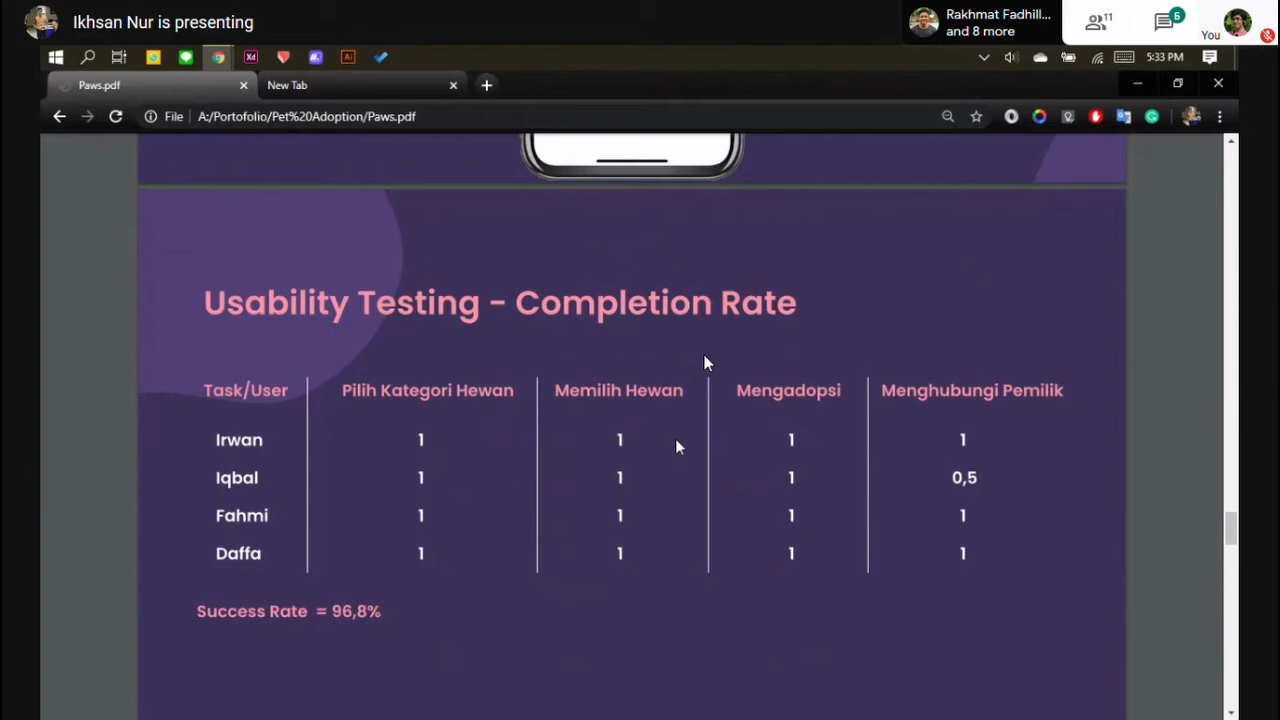 Ikhsan Nur is presenting
Rakhmat Fadhill...
and 8 more
11
5
You
Xd
Ai
5:33 PM
Paws.pdf
New Tab
File
A:/Portofolio/Pet%20Adoption/Paws.pdf
Usability Testing - Completion Rate
Task/User Pilih Kategori Hewan Memilih Hewan Mengadopsi Menghubungi Pemilik
Irwan 1 1 1 1
Iqbal 1 1 1 0,5
Fahmi 1 1 1 1
Daffa 1 1 1 1
Success Rate = 96,8%